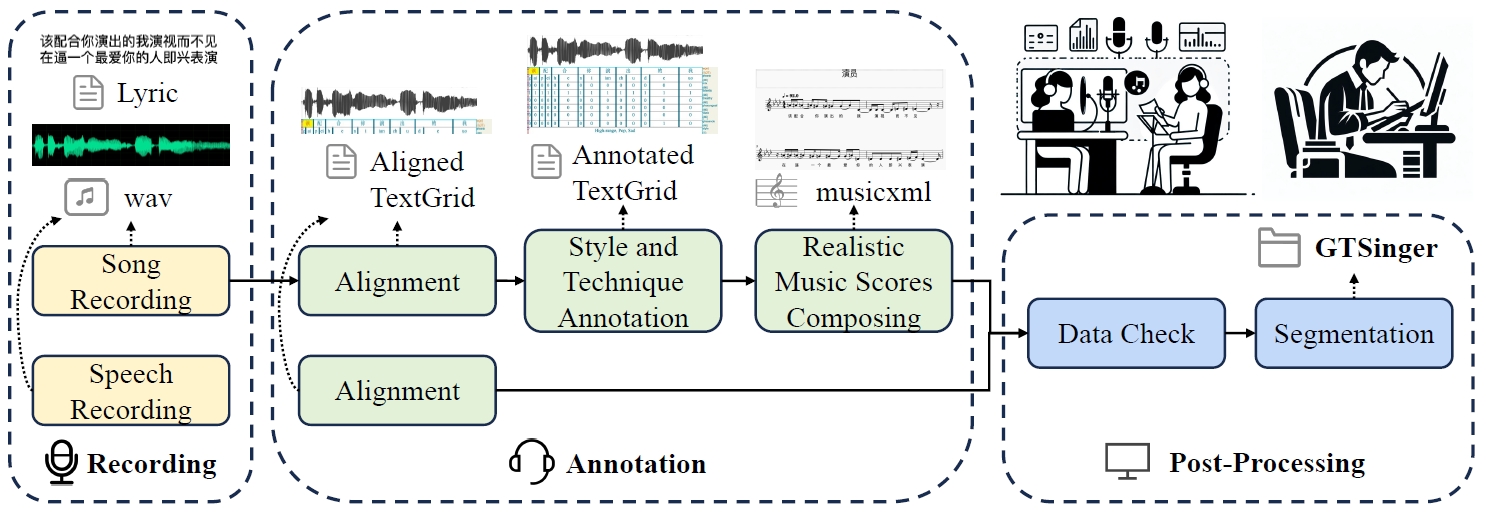 该配合你演出的我演视而不见
在逼一个最爱你的人即兴表演
Lyric
wav
Song
Recording
Speech
Recording
Recording
Aligned
TextGrid
Annotated
TextGrid
演员
musicxml
Alignment
Style and
Technique
Annotation
Realistic
Music Scores
Composing
Alignment
Annotation
GTSinger
Data Check
Segmentation
Post-Processing